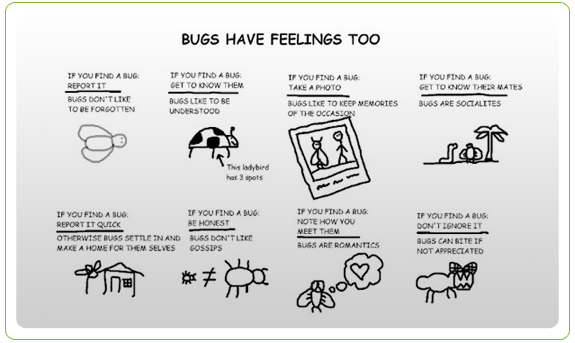 BUGS HAVE FEELINGS TOO
IF YOU FIND A BUG:
REPORT IT
BUGS DON'T LIKE
TO BE FORGOTTEN
IF YOU FIND A BUG:
GET TO KNOW THEM
BUGS LIKE TO BE
UNDERSTOOD
This ladybird
has 3 spots
IF YOU FIND A BUG:
TAKE A PHOTO
BUGS LIKE TO KEEP MEMORIES
OF THE OCCASION
IF YOU FIND A BUG:
GET TO KNOW THEIR MATES
BUGS ARE SOCIALITES
IF YOU FIND A BUG:
REPORT IT QUICK
OTHERWISE BUGS SETTLE IN AND
MAKE A HOME FOR THEM SELVES
IF YOU FIND A BUG:
BE HONEST
BUGS DON'T LIKE
GOSSIPS
≠
IF YOU FIND A BUG:
NOTE HOW YOU
MEET THEM
BUGS ARE ROMANTICS
IF YOU FIND A BUG:
DON'T IGNORE IT
BUGS CAN BITE IF
NOT APPRECIATED